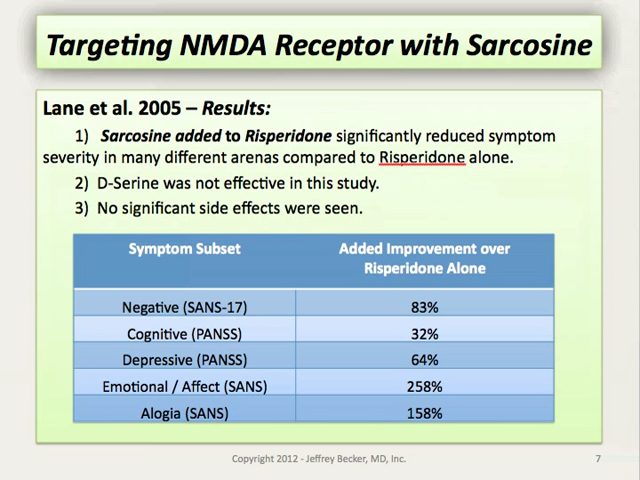 Targeting NMDA Receptor with Sarcosine
Lane et al. 2005 – Results:
1) Sarcosine added to Risperidone significantly reduced symptom
severity in many different arenas compared to Risperidone alone.
2) D-Serine was not effective in this study.
3) No significant side effects were seen.
Symptom Subset Added Improvement over
Risperidone Alone
Negative (SANS-17) 83%
Cognitive (PANSS) 32%
Depressive (PANSS) 64%
Emotional / Affect (SANS) 258%
Alogia (SANS) 158%
Copyright 2012 - Jeffrey Becker, MD, Inc. 7